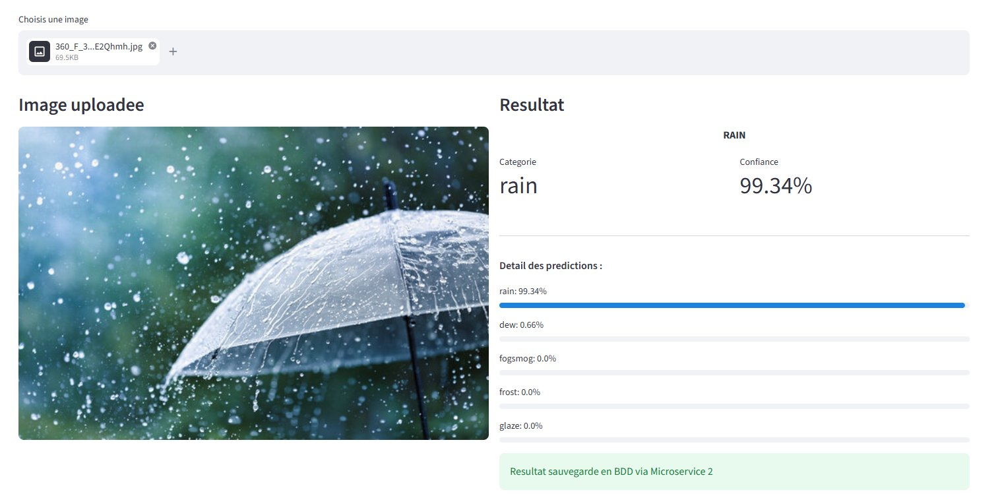 Choisis une image
360_F_3...E2Qhmh.jpg
69.5KB
Image uploadee
Resultat
RAIN
Categorie
Confiance
rain
99.34%
Detail des predictions :
rain: 99.34%
dew: 0.66%
fogsmog: 0.0%
frost: 0.0%
glaze: 0.0%
Resultat sauvegarde en BDD via Microservice 2